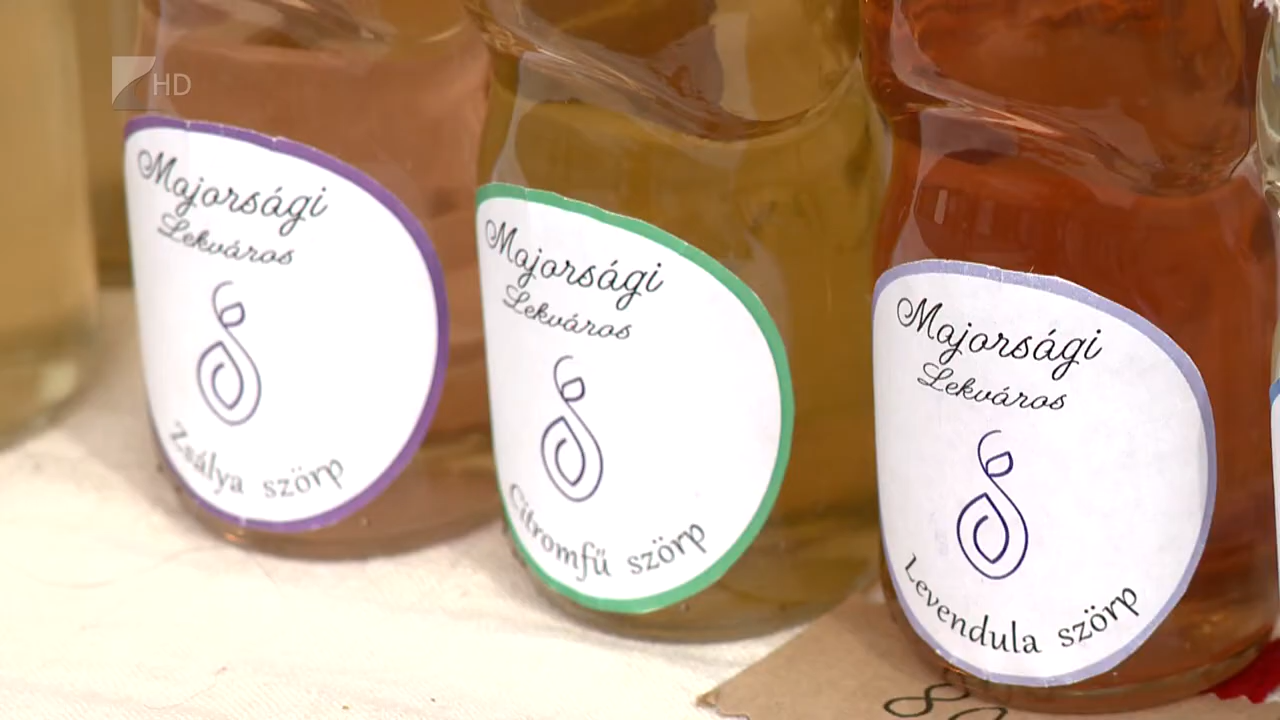 HD
Majorsági
Lekváros
Zsálya szörp
Majorsági
Lekváros
Citromfű szörp
Majorsági
Lekváros
Levendula szörp